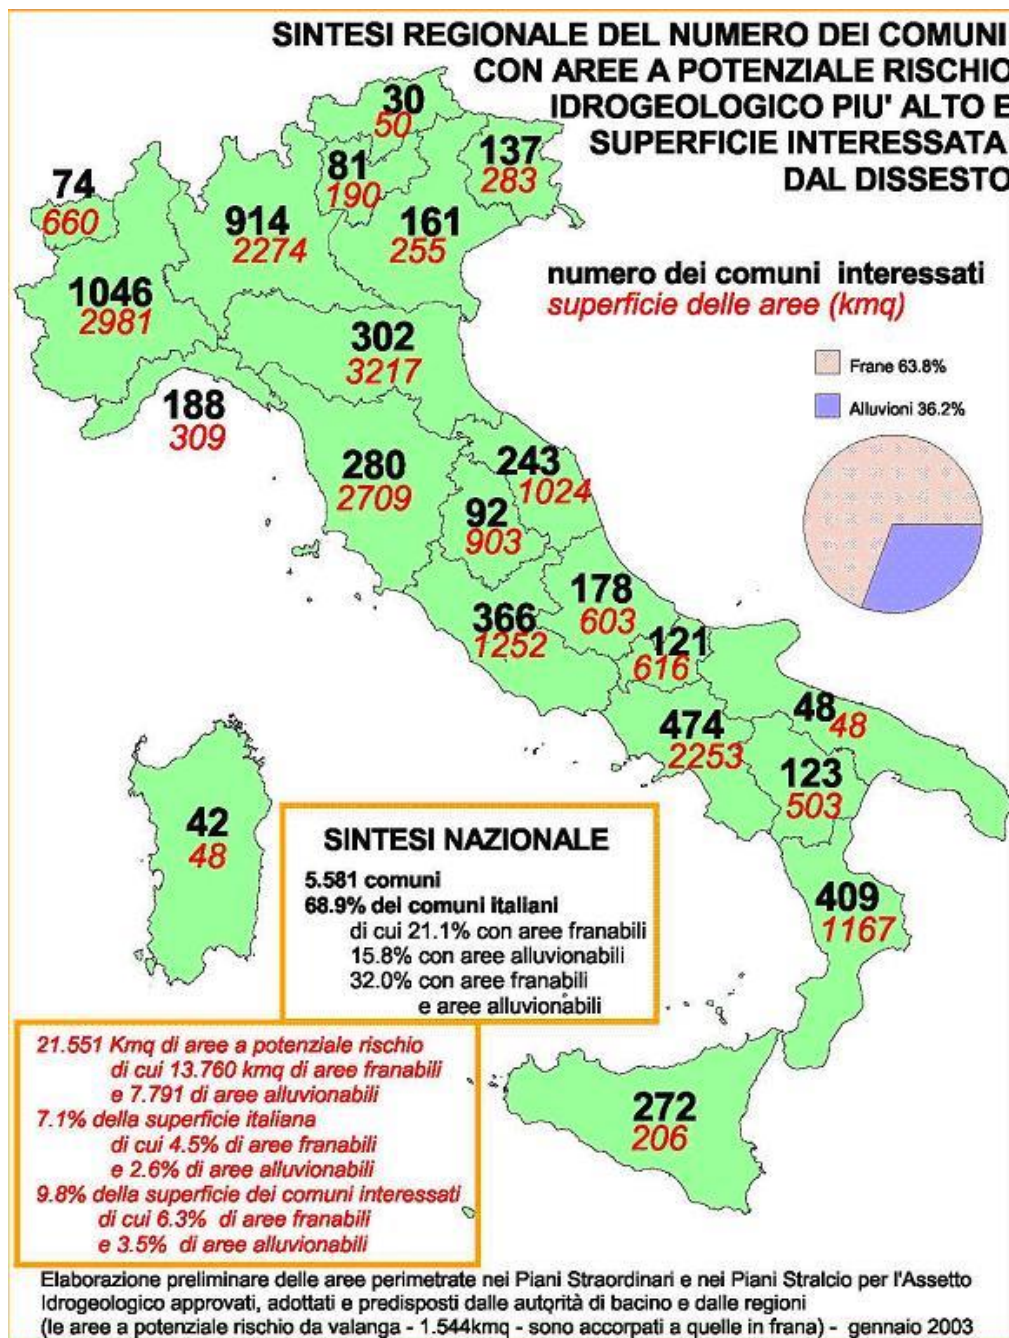 SINTESI REGIONALE DEL NUMERO DEI COMUNI
CON AREE A POTENZIALE RISCHIO
IDROGEOLOGICO PIU' ALTO E
SUPERFICIE INTERESSATA
DAL DISSESTO
30
50
81
190
137
283
74
660
914
2274
161
255
numero dei comuni interessati
superficie delle aree (kmq)
1046
2981
302
3217
Frane 63.8%
Alluvioni 36.2%
188
309
280
2709
243
1024
92
903
178
603
366
1252
121
616
48
48
474
2253
123
503
42
48
409
1167
272
206
SINTESI NAZIONALE
5.581 comuni
68.9% dei comuni italiani
di cui 21.1% con aree franabili
15.8% con aree alluvionabili
32.0% con aree franabili
e aree alluvionabili
21.551 Kmq di aree a potenziale rischio
di cui 13.760 kmq di aree franabili
e 7.791 di aree alluvionabili
7.1% della superficie italiana
di cui 4.5% di aree franabili
e 2.6% di aree alluvionabili
9.8% della superficie dei comuni interessati
di cui 6.3% di aree franabili
e 3.5% di aree alluvionabili
Elaborazione preliminare delle aree perimetrate nei Piani Straordinari e nei Piani Stralcio per l'Assetto
Idrogeologico approvati, adottati e predisposti dalle autorità di bacino e dalle regioni
(le aree a potenziale rischio da valanga - 1.544kmq - sono accorpati a quelle in frana) - gennaio 2003